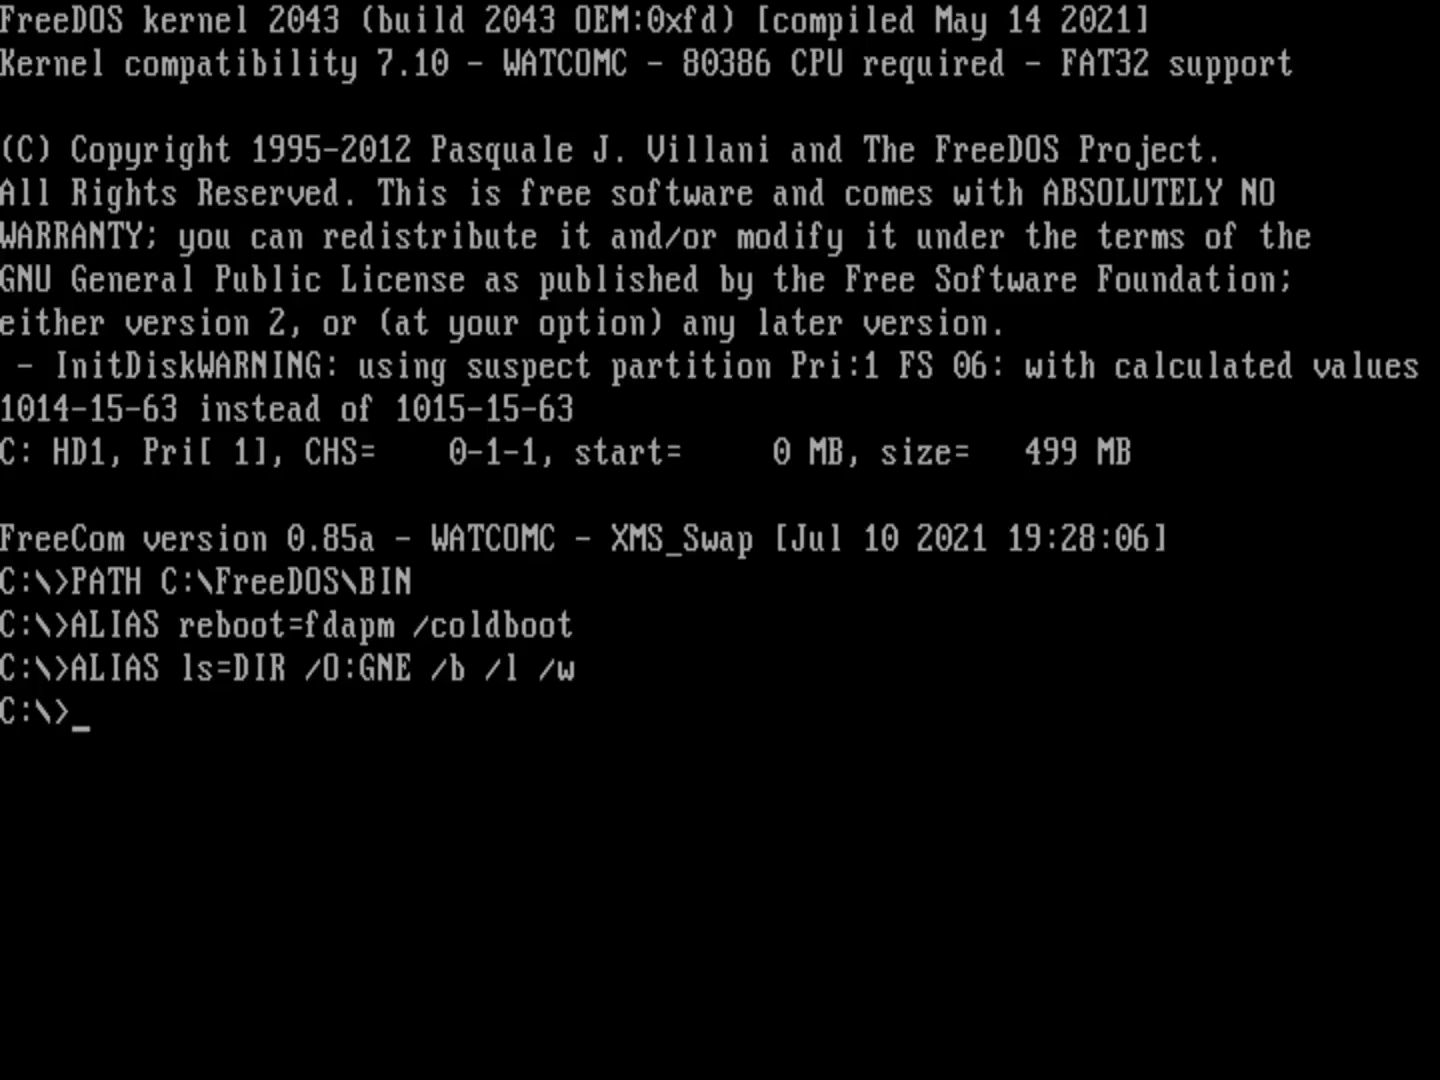 FreeDOS kernel 2043 (build 2043 OEM:0xfd) [compiled May 14 2021]
Kernel compatibility 7.10 - WATCOMC - 80386 CPU required - FAT32 support
(C) Copyright 1995-2012 Pasquale J. Villani and The FreeDOS Project.
All Rights Reserved. This is free software and comes with ABSOLUTELY NO
WARRANTY; you can redistribute it and/or modify it under the terms of the
GNU General Public License as published by the Free Software Foundation;
either version 2, or (at your option) any later version.
 - InitDiskWARNING: using suspect partition Pri:1 FS 06: with calculated values
1014-15-63 instead of 1015-15-63
C: HD1, Pri[ 1], CHS=    0-1-1, start=     0 MB, size=   499 MB
FreeCom version 0.85a - WATCOMC - XMS_Swap [Jul 10 2021 19:28:06]
C:\>PATH C:\FreeDOS\BIN
C:\>ALIAS reboot=fdapm /coldboot
C:\>ALIAS ls=DIR /O:GNE /b /l /w
C:\>_